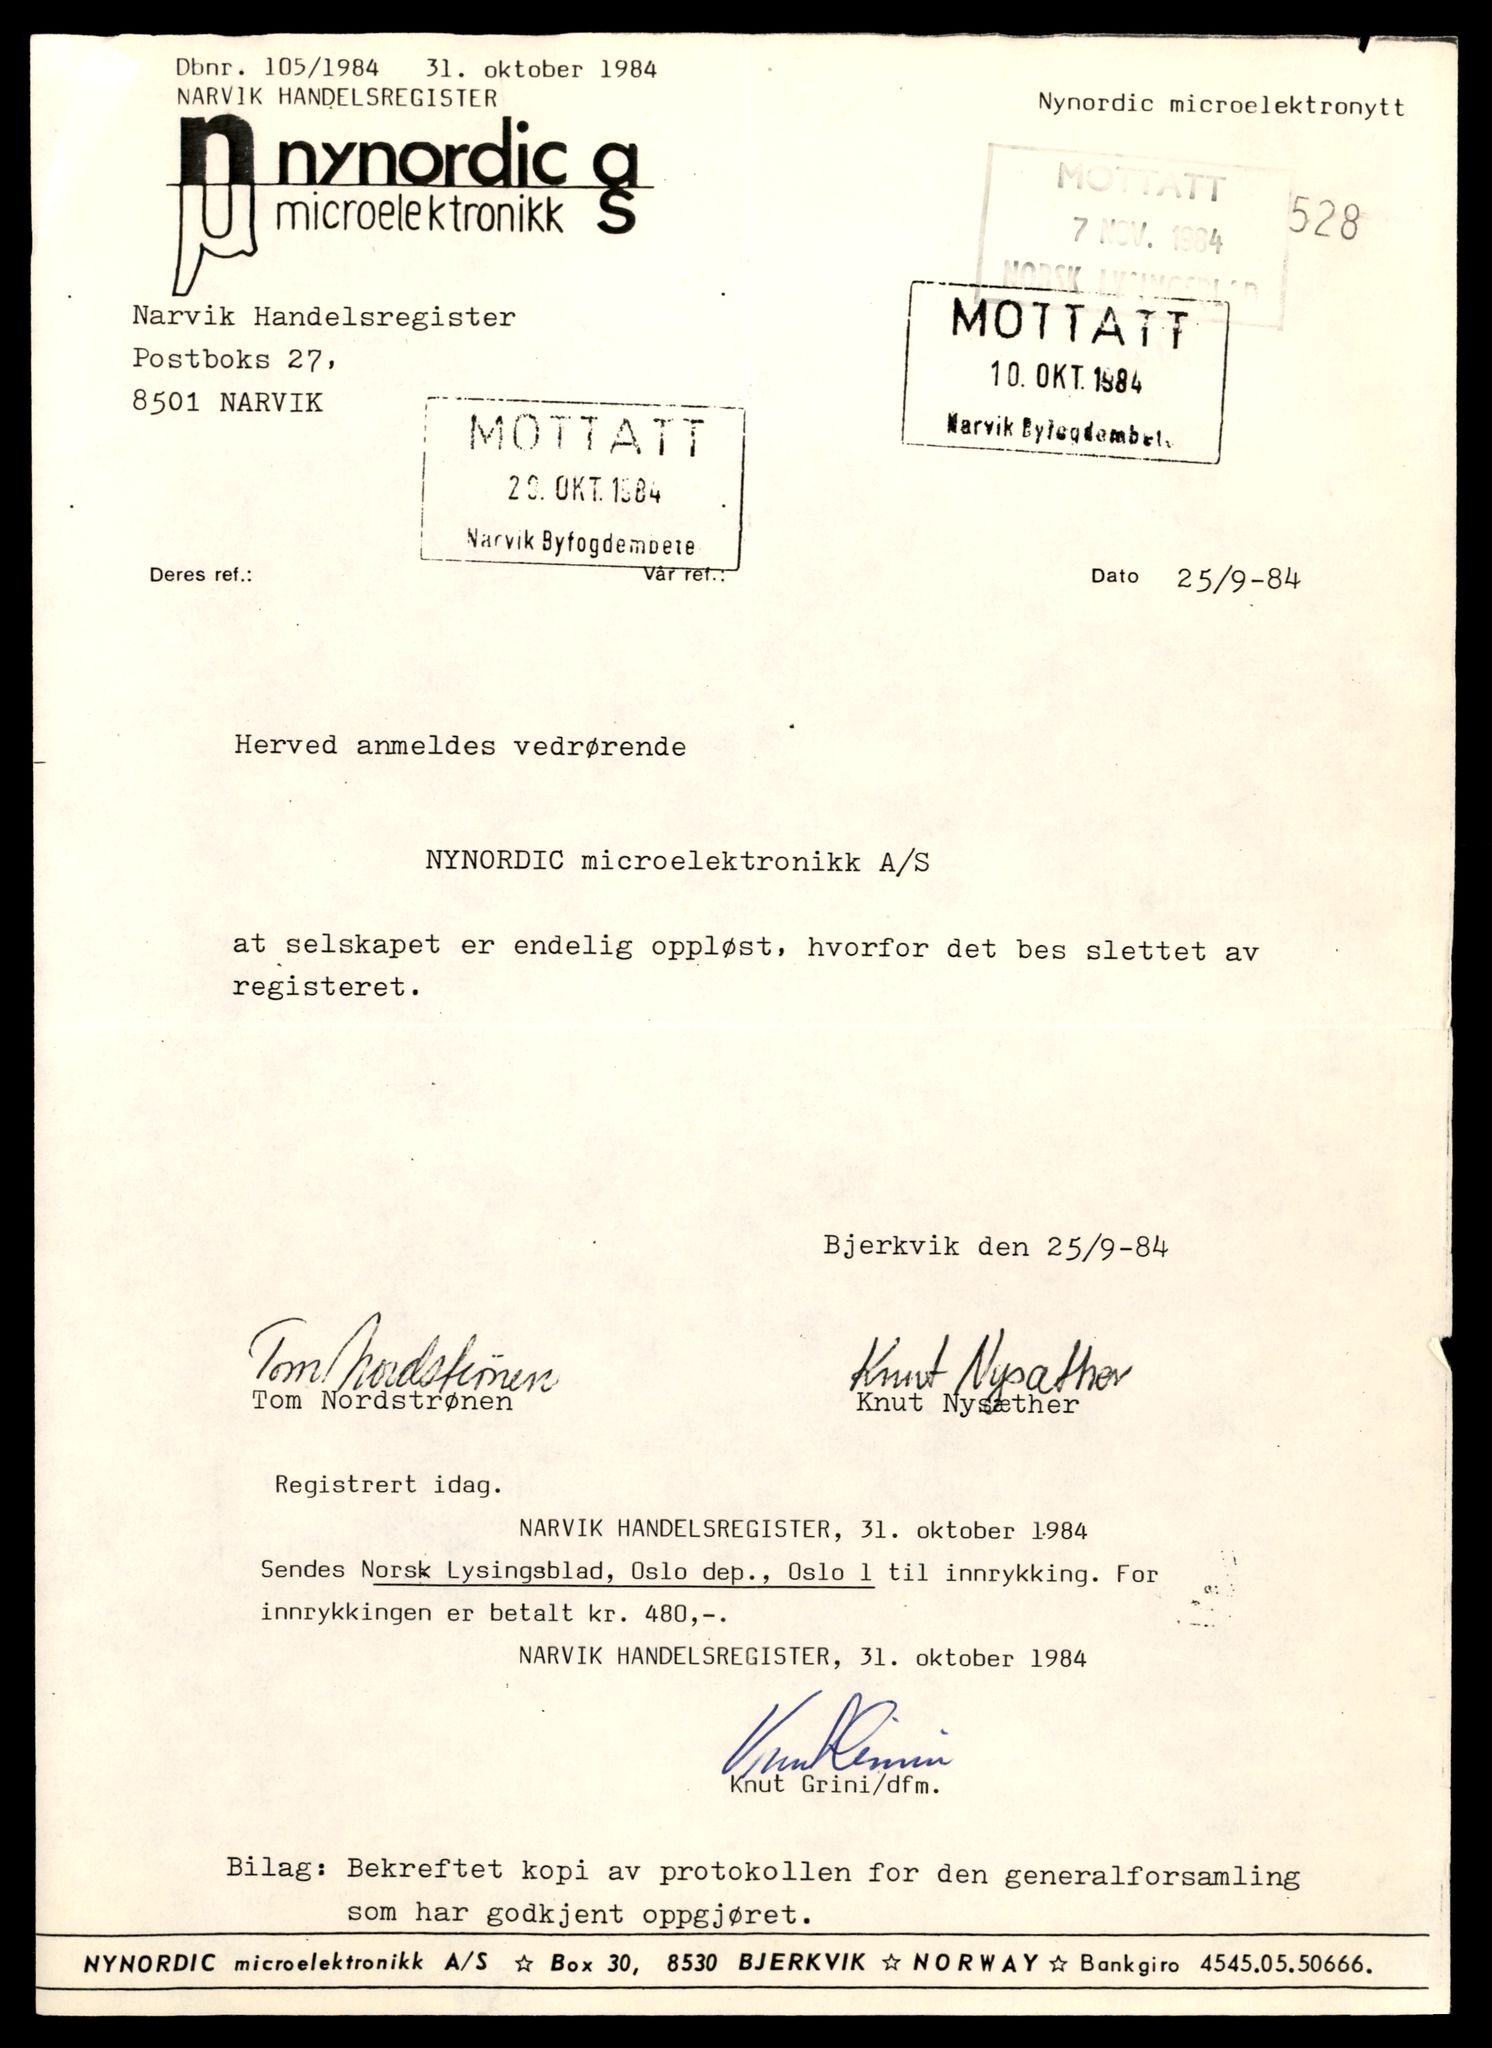 Dbnr. 105/1984 31. oktober 1984
NARVIK HANDELSREGISTER
Nynordic microelektronytt
nynordic as
microelektronikk
MOTTATT
7 NOV. 1984
NORSK
528
Narvik Handelsregister
Postboks 27,
8501 NARVIK
MOTTATT
10. OKT. 1984
Narvik Byfogdembete
MOTTATT
29. OKT. 1984
Narvik Byfogdembete
Deres ref.: Vår ref.: Dato 25/9-84
Herved anmeldes vedrørende
NYNORDIC microelektronikk A/S
at selskapet er endelig oppløst, hvorfor det bes slettet av
registeret.
Bjerkvik den 25/9-84
Tom Nordstrønen Knut Nysæther
Tom Nordstrønen Knut Nysæther
Registrert idag.
NARVIK HANDELSREGISTER, 31. oktober 1984
Sendes Norsk Lysingsblad, Oslo dep., Oslo 1 til innrykking. For
innrykkingen er betalt kr. 480,-.
NARVIK HANDELSREGISTER, 31. oktober 1984
Knut Grini
Knut Grini/dfm.
Bilag: Bekreftet kopi av protokollen for den generalforsamling
som har godkjent oppgjøret.
NYNORDIC microelektronikk A/S ☆ Box 30, 8530 BJERKVIK ☆ NORWAY ☆ Bankgiro 4545.05.50666.